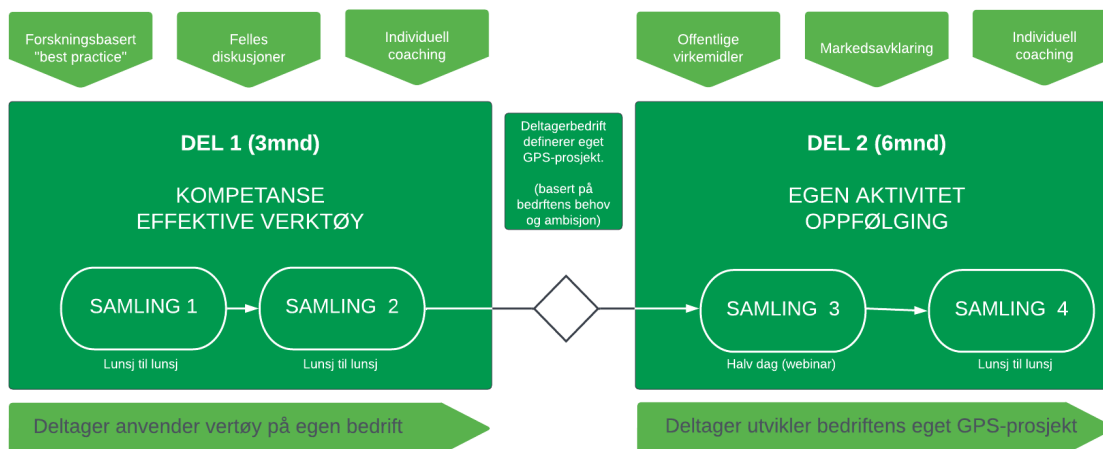 Forskningsbasert
"best practice"
Felles
diskusjoner
Individuell
coaching
Offentlige
virkemidler
Markedsavklaring
Individuell
coaching
DEL 1 (3mnd)
KOMPETANSE
EFFEKTIVE VERKTØY
SAMLING 1
Lunsj til lunsj
SAMLING 2
Lunsj til lunsj
Deltagerbedrift
definerer eget
GPS-prosjekt.
(basert på
bedrftens behov
og ambisjon)
DEL 2 (6mnd)
EGEN AKTIVITET
OPPFØLGING
SAMLING 3
Halv dag (webinar)
SAMLING 4
Lunsj til lunsj
Deltager anvender vertøy på egen bedrift
Deltager utvikler bedriftens eget GPS-prosjekt